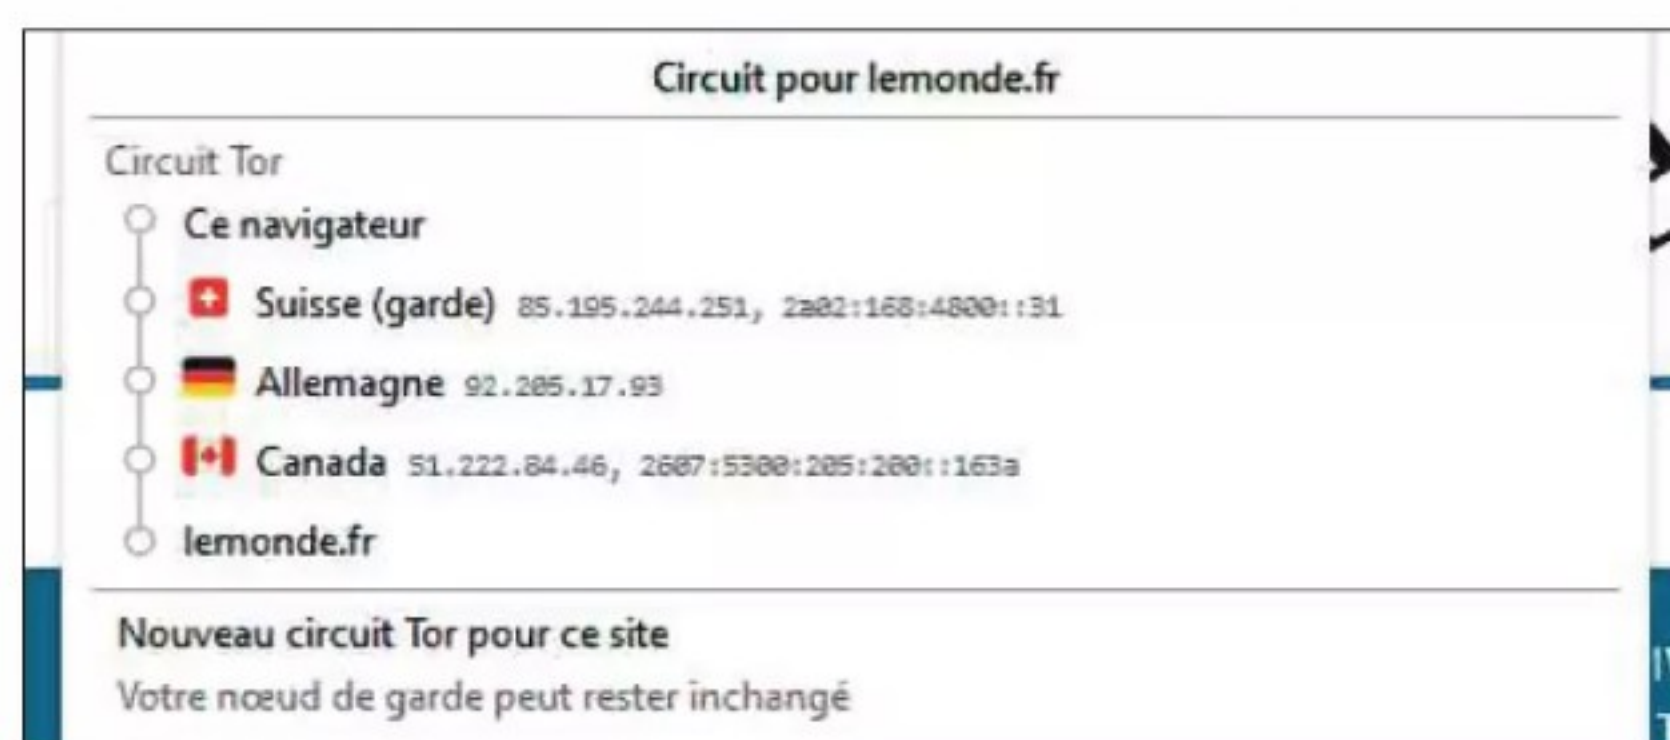 Circuit pour lemonde.fr
Circuit Tor
Ce navigateur
Suisse (garde) 85.195.244.251, 2a02:168:4800::31
Allemagne 92.205.17.93
Canada 51.222.84.46, 2607:5300:205:200::163a
lemonde.fr
Nouveau circuit Tor pour ce site
Votre nœud de garde peut rester inchangé